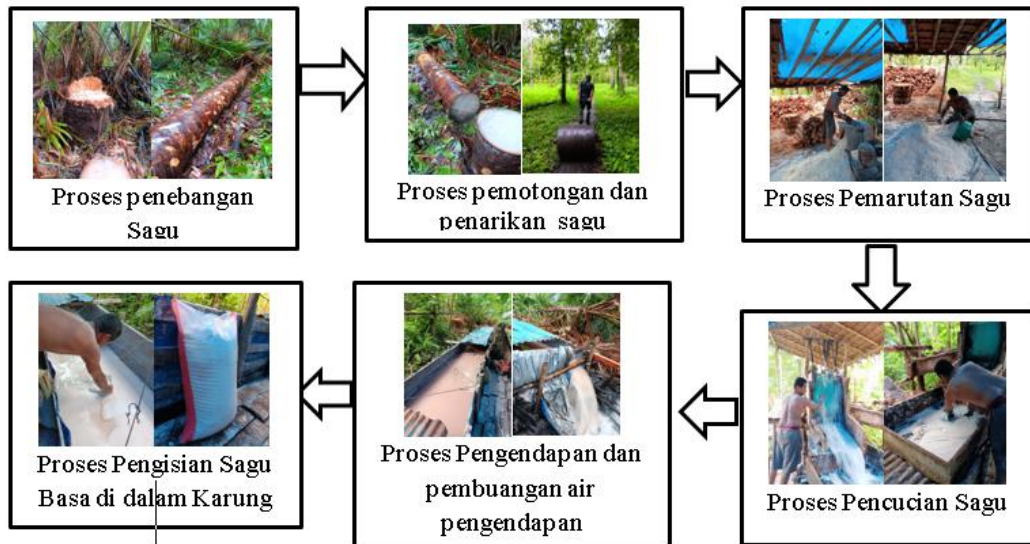 Proses penebangan
Sagu
Proses pemotongan dan
penarikan sagu
Proses Pemarutan Sagu
Proses Pencucian Sagu
Proses Pengendapan dan
pembuangan air
pengendapan
Proses Pengisian Sagu
Basa di dalam Karung